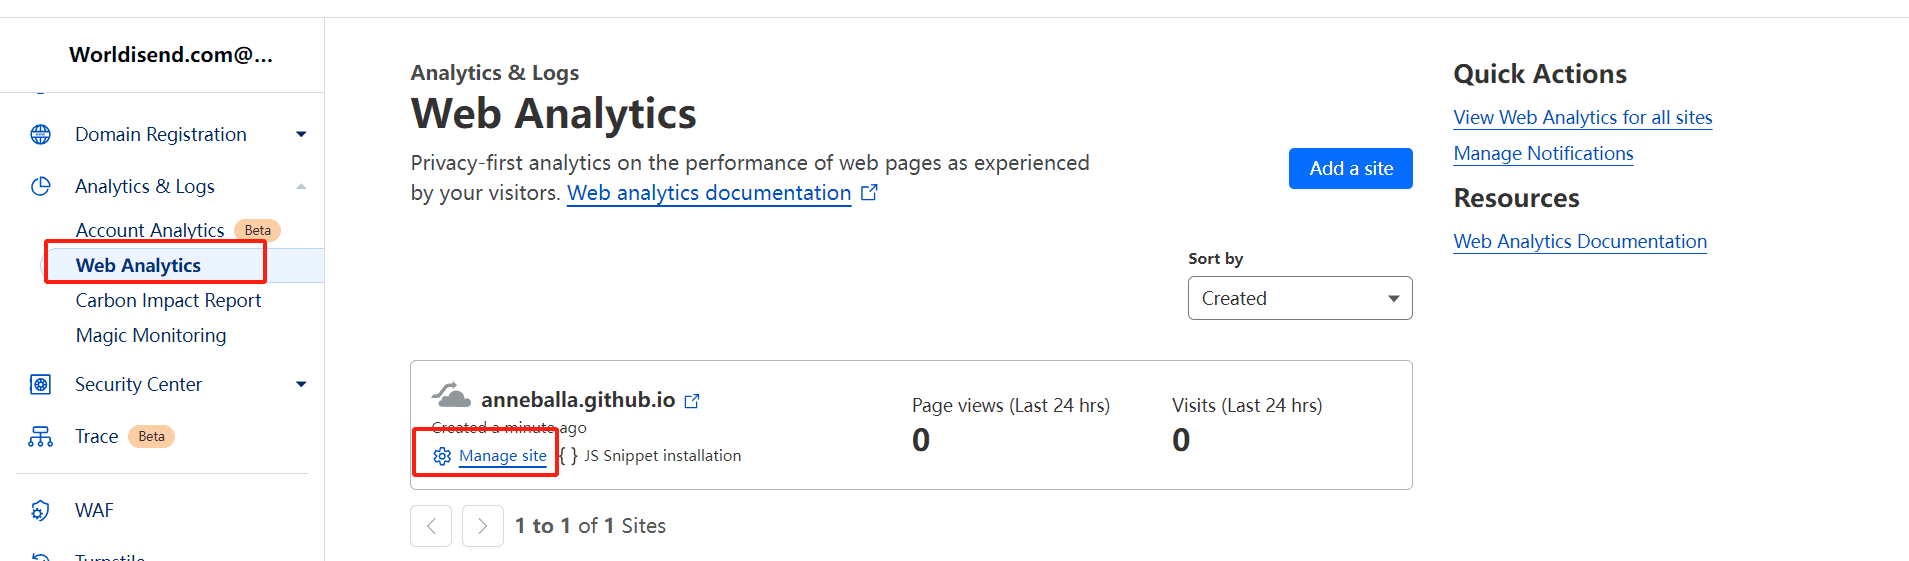 Worldisend.com@...
Domain Registration
Analytics & Logs
Account Analytics Beta
Web Analytics
Carbon Impact Report
Magic Monitoring
Security Center
Trace Beta
WAF
Turnstile
Analytics & Logs
Web Analytics
Privacy-first analytics on the performance of web pages as experienced
by your visitors. Web analytics documentation
Add a site
Sort by
Created
anneballa.github.io
Created a minute ago
Manage site { } JS Snippet installation
Page views (Last 24 hrs)
0
Visits (Last 24 hrs)
0
1 to 1 of 1 Sites
Quick Actions
View Web Analytics for all sites
Manage Notifications
Resources
Web Analytics Documentation